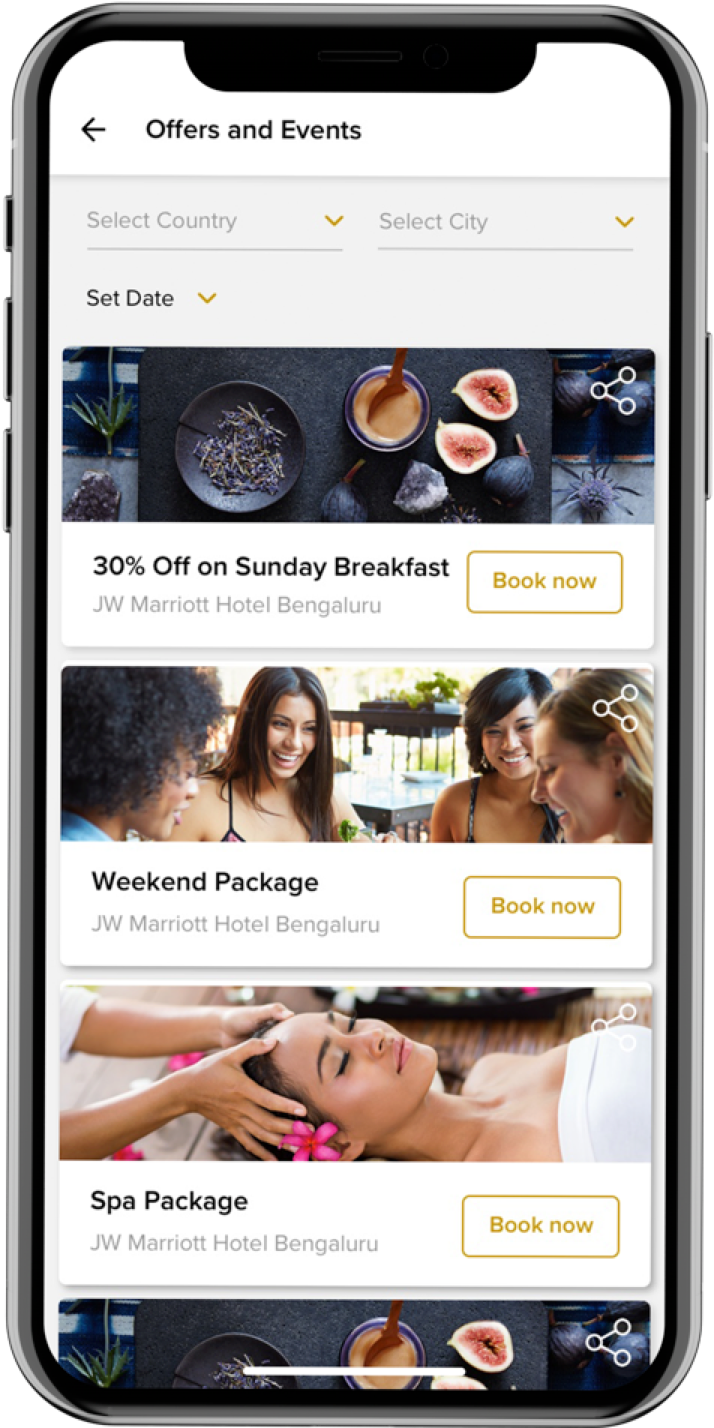 Offers and Events
Select Country
Select City
Set Date
30% Off on Sunday Breakfast
JW Marriott Hotel Bengaluru
Book now
Weekend Package
JW Marriott Hotel Bengaluru
Book now
Spa Package
JW Marriott Hotel Bengaluru
Book now